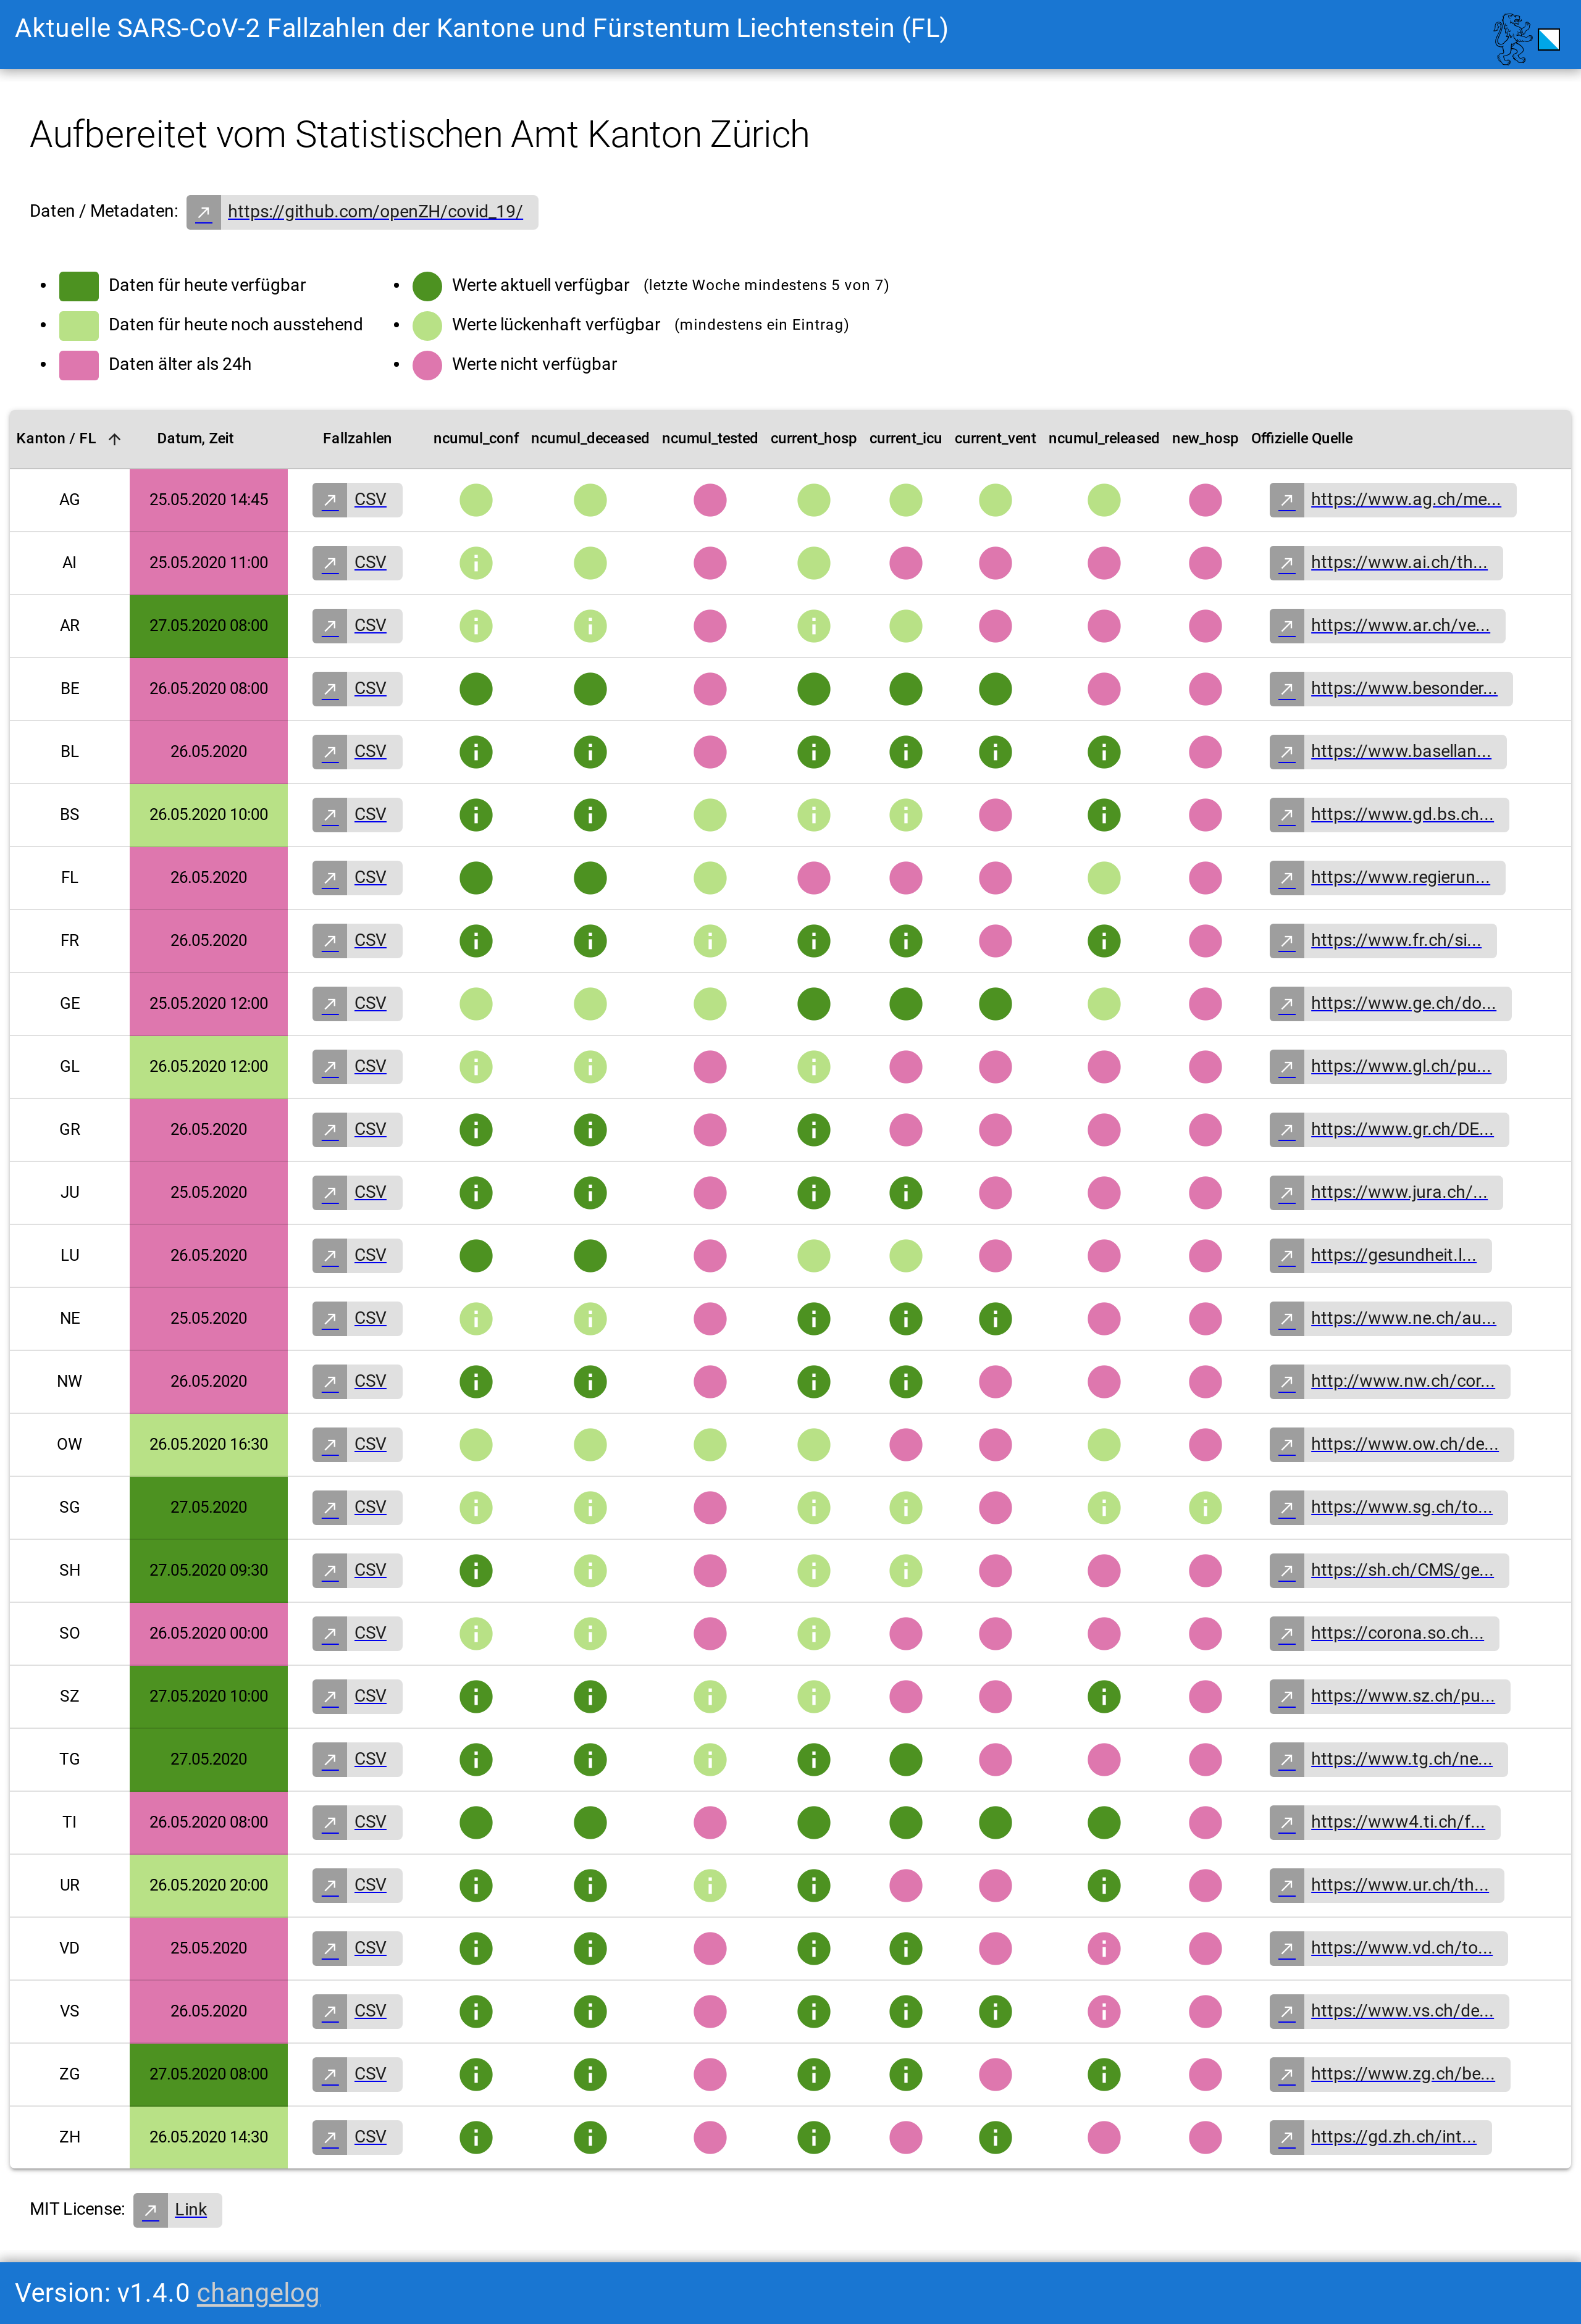 Aktuelle SARS-CoV-2 Fallzahlen der Kantone und Fürstentum Liechtenstein (FL)
Aufbereitet vom Statistischen Amt Kanton Zürich
Daten / Metadaten: https://github.com/openZH/covid_19/
Daten für heute verfügbar
Daten für heute noch ausstehend
Daten älter als 24h
Werte aktuell verfügbar (letzte Woche mindestens 5 von 7)
Werte lückenhaft verfügbar (mindestens ein Eintrag)
Werte nicht verfügbar
Kanton / FL Datum, Zeit Fallzahlen ncumul_conf ncumul_deceased ncumul_tested current_hosp current_icu current_vent ncumul_released new_hosp Offizielle Quelle
AG 25.05.2020 14:45 CSV https://www.ag.ch/me...
AI 25.05.2020 11:00 CSV https://www.ai.ch/th...
AR 27.05.2020 08:00 CSV https://www.ar.ch/ve...
BE 26.05.2020 08:00 CSV https://www.besonder...
BL 26.05.2020 CSV https://www.basellan...
BS 26.05.2020 10:00 CSV https://www.gd.bs.ch...
FL 26.05.2020 CSV https://www.regierun...
FR 26.05.2020 CSV https://www.fr.ch/si...
GE 25.05.2020 12:00 CSV https://www.ge.ch/do...
GL 26.05.2020 12:00 CSV https://www.gl.ch/pu...
GR 26.05.2020 CSV https://www.gr.ch/DE...
JU 25.05.2020 CSV https://www.jura.ch/...
LU 26.05.2020 CSV https://gesundheit.l...
NE 25.05.2020 CSV https://www.ne.ch/au...
NW 26.05.2020 CSV http://www.nw.ch/cor...
OW 26.05.2020 16:30 CSV https://www.ow.ch/de...
SG 27.05.2020 CSV https://www.sg.ch/to...
SH 27.05.2020 09:30 CSV https://sh.ch/CMS/ge...
SO 26.05.2020 00:00 CSV https://corona.so.ch...
SZ 27.05.2020 10:00 CSV https://www.sz.ch/pu...
TG 27.05.2020 CSV https://www.tg.ch/ne...
TI 26.05.2020 08:00 CSV https://www4.ti.ch/f...
UR 26.05.2020 20:00 CSV https://www.ur.ch/th...
VD 25.05.2020 CSV https://www.vd.ch/to...
VS 26.05.2020 CSV https://www.vs.ch/de...
ZG 27.05.2020 08:00 CSV https://www.zg.ch/be...
ZH 26.05.2020 14:30 CSV https://gd.zh.ch/int...
MIT License: Link
Version: v1.4.0 changelog